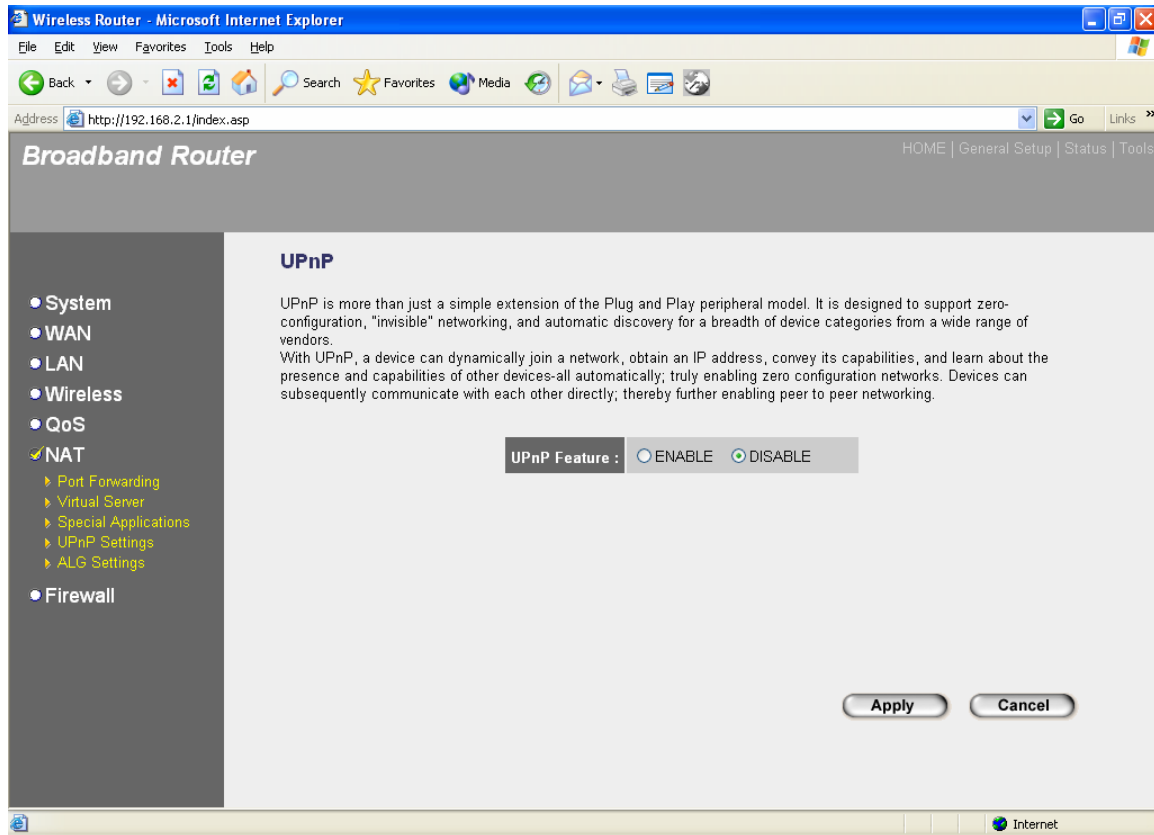 Wireless Router - Microsoft Internet Explorer
File Edit View Favorites Tools Help
Back Search Favorites Media
Address http://192.168.2.1/index.asp Go Links »
Broadband Router
HOME | General Setup | Status | Tools
System
WAN
LAN
Wireless
QoS
NAT
Port Forwarding
Virtual Server
Special Applications
UPnP Settings
ALG Settings
Firewall
UPnP
UPnP is more than just a simple extension of the Plug and Play peripheral model. It is designed to support zero-
configuration, "invisible" networking, and automatic discovery for a breadth of device categories from a wide range of
vendors.
With UPnP, a device can dynamically join a network, obtain an IP address, convey its capabilities, and learn about the
presence and capabilities of other devices-all automatically; truly enabling zero configuration networks. Devices can
subsequently communicate with each other directly; thereby further enabling peer to peer networking.
UPnP Feature : ENABLE DISABLE
Apply Cancel
Internet